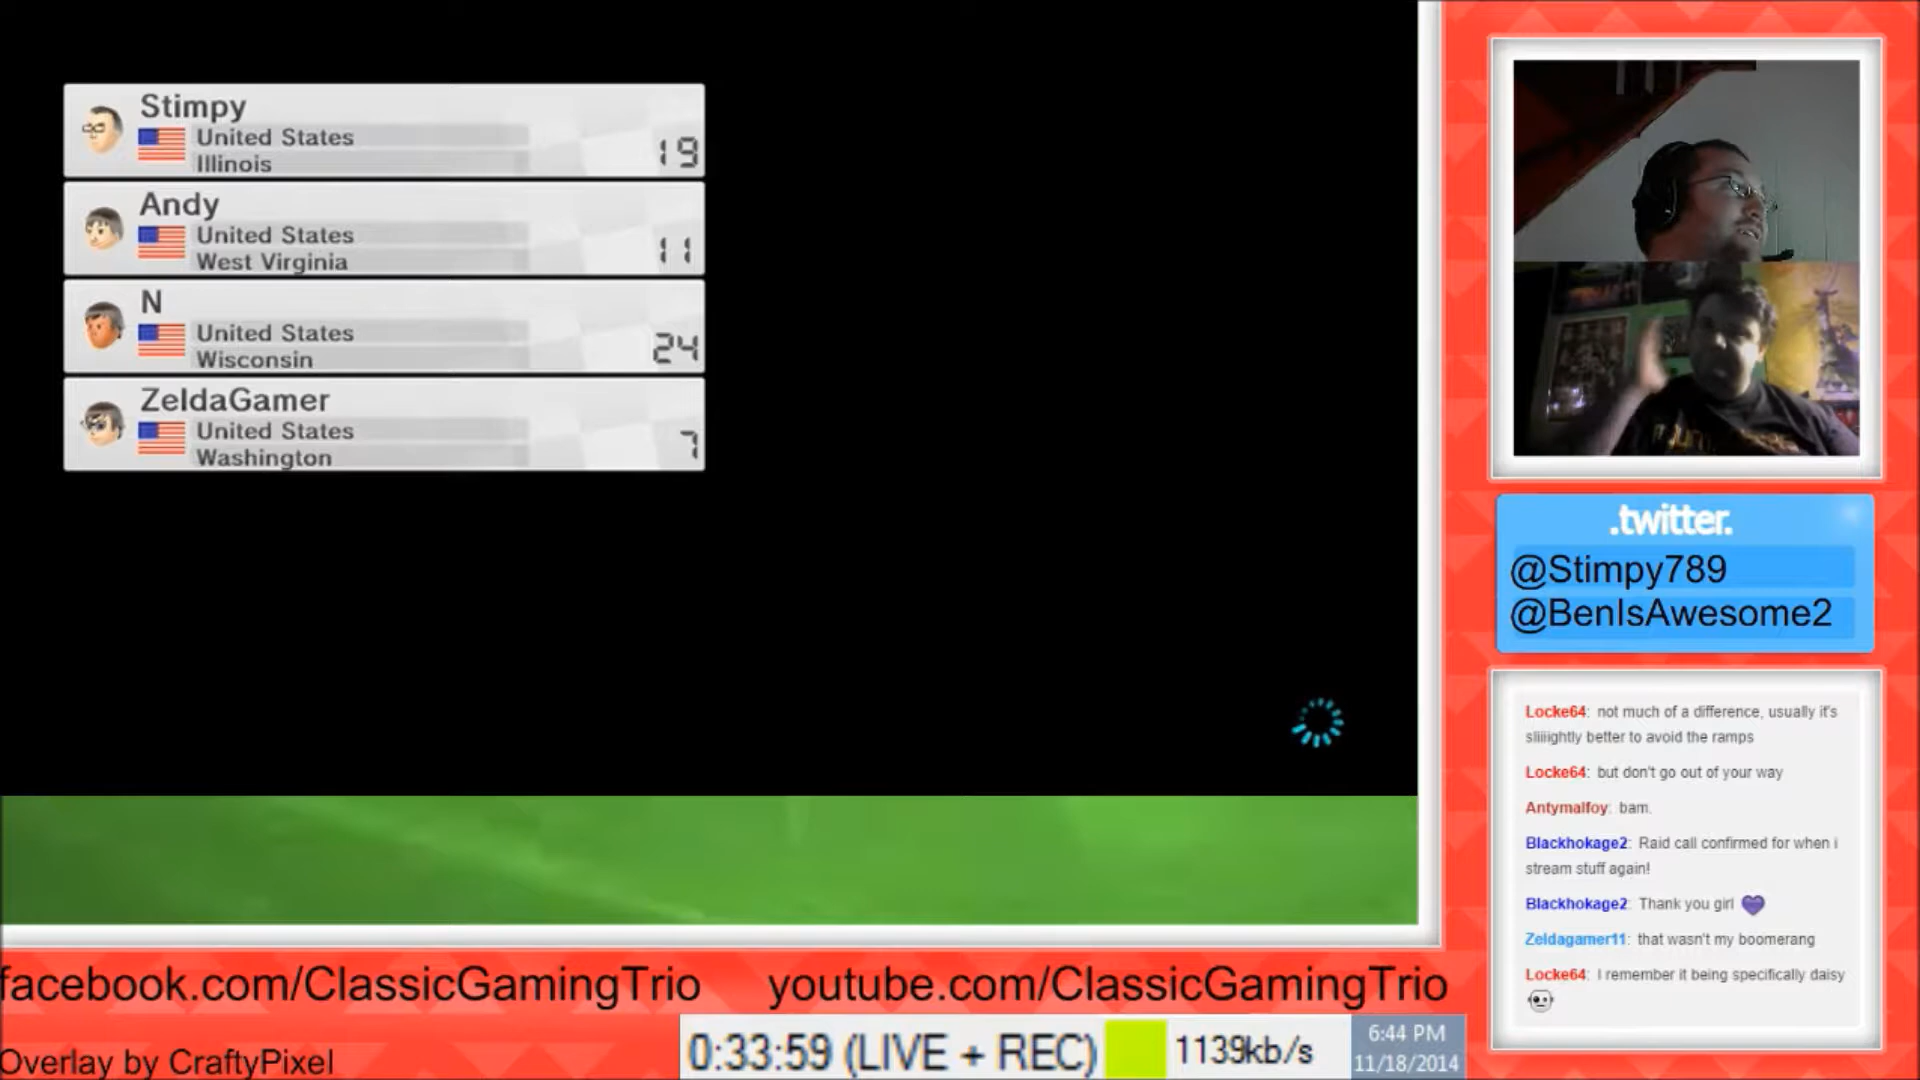 Stimpy
United States
Illinois
19
Andy
United States
West Virginia
11
N
United States
Wisconsin
24
ZeldaGamer
United States
Washington
7
.twitter.
@Stimpy789
@BenIsAwesome2
Locke64: not much of a difference, usually it's
sliiiightly better to avoid the ramps
Locke64: but don't go out of your way
Antymalfoy: bam.
Blackhokage2: Raid call confirmed for when i
stream stuff again!
Blackhokage2: Thank you girl
Zeldagamer11: that wasn't my boomerang
Locke64: I remember it being specifically daisy
facebook.com/ClassicGamingTrio youtube.com/ClassicGamingTrio
Overlay by CraftyPixel
0:33:59 (LIVE + REC) 1139kb/s
6:44 PM
11/18/2014